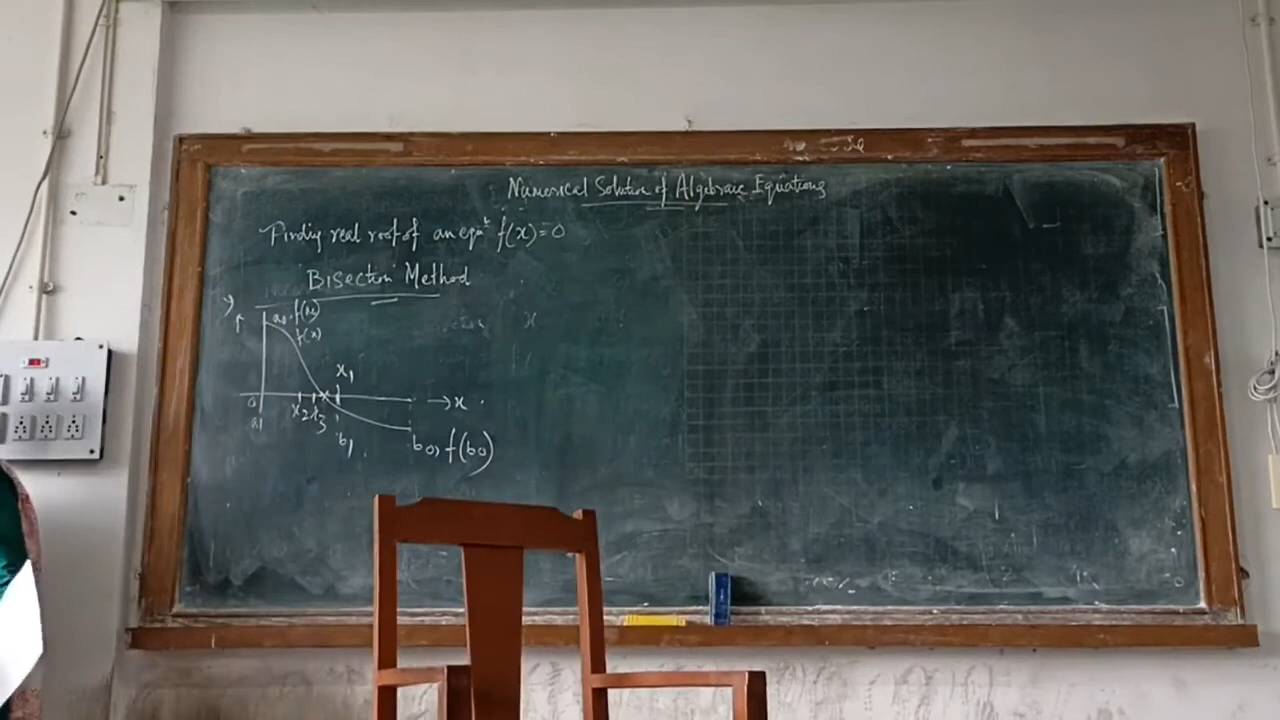 Numerical Solution of Algebraic Equations
Finding real root of an eqn f(x)=0
Bisection Method
y
a0, f(a0)
f(x)
x1
0
→ x
a1
x2 x3
b1
b0, f(b0)